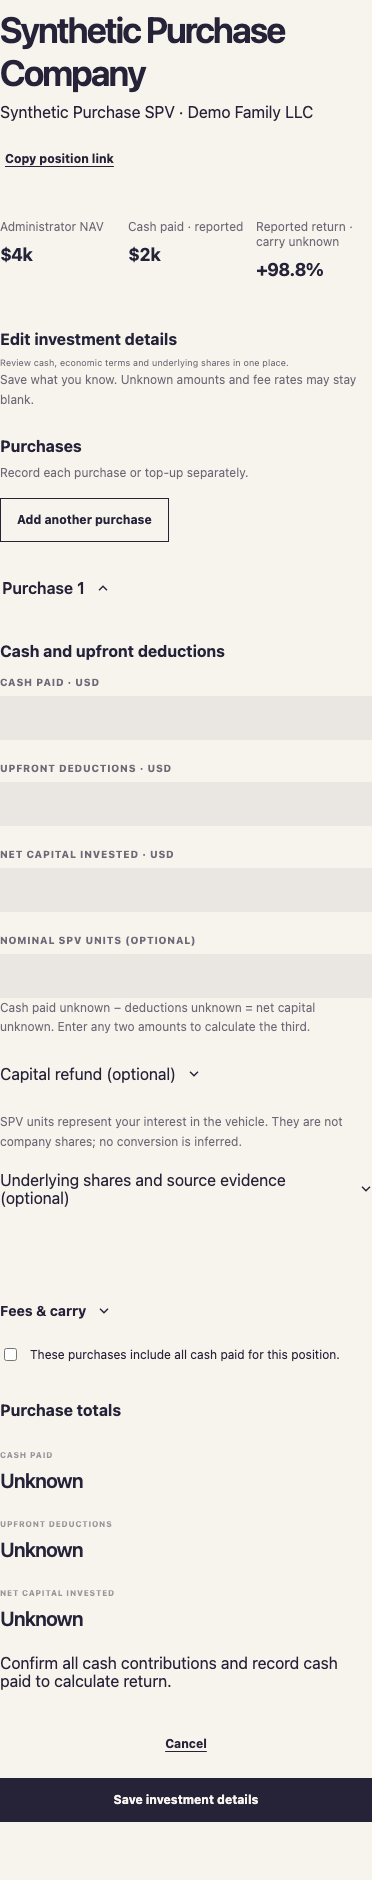 Synthetic Purchase
Company
Synthetic Purchase SPV · Demo Family LLC
Copy position link
Administrator NAV
$4k
Cash paid · reported
$2k
Reported return ·
carry unknown
+98.8%
Edit investment details
Review cash, economic terms and underlying shares in one place.
Save what you know. Unknown amounts and fee rates may stay
blank.
Purchases
Record each purchase or top-up separately.
Add another purchase
Purchase 1
Cash and upfront deductions
CASH PAID · USD
UPFRONT DEDUCTIONS · USD
NET CAPITAL INVESTED · USD
NOMINAL SPV UNITS (OPTIONAL)
Cash paid unknown − deductions unknown = net capital
unknown. Enter any two amounts to calculate the third.
Capital refund (optional)
SPV units represent your interest in the vehicle. They are not
company shares; no conversion is inferred.
Underlying shares and source evidence
(optional)
Fees & carry
These purchases include all cash paid for this position.
Purchase totals
CASH PAID
Unknown
UPFRONT DEDUCTIONS
Unknown
NET CAPITAL INVESTED
Unknown
Confirm all cash contributions and record cash
paid to calculate return.
Cancel
Save investment details